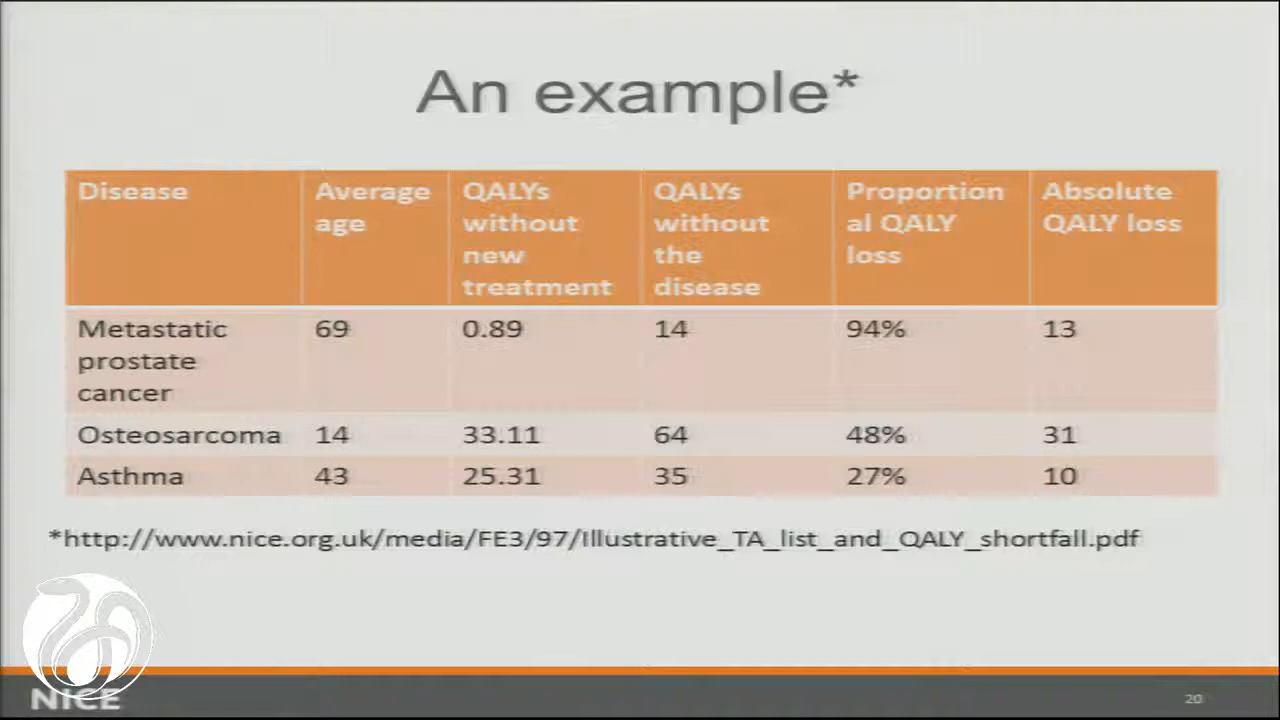 An example*
Disease Average age QALYs without new treatment QALYs without the disease Proportion al QALY loss Absolute QALY loss
Metastatic prostate cancer 69 0.89 14 94% 13
Osteosarcoma 14 33.11 64 48% 31
Asthma 43 25.31 35 27% 10
*http://www.nice.org.uk/media/FE3/97/Illustrative_TA_list_and_QALY_shortfall.pdf
NICE
20